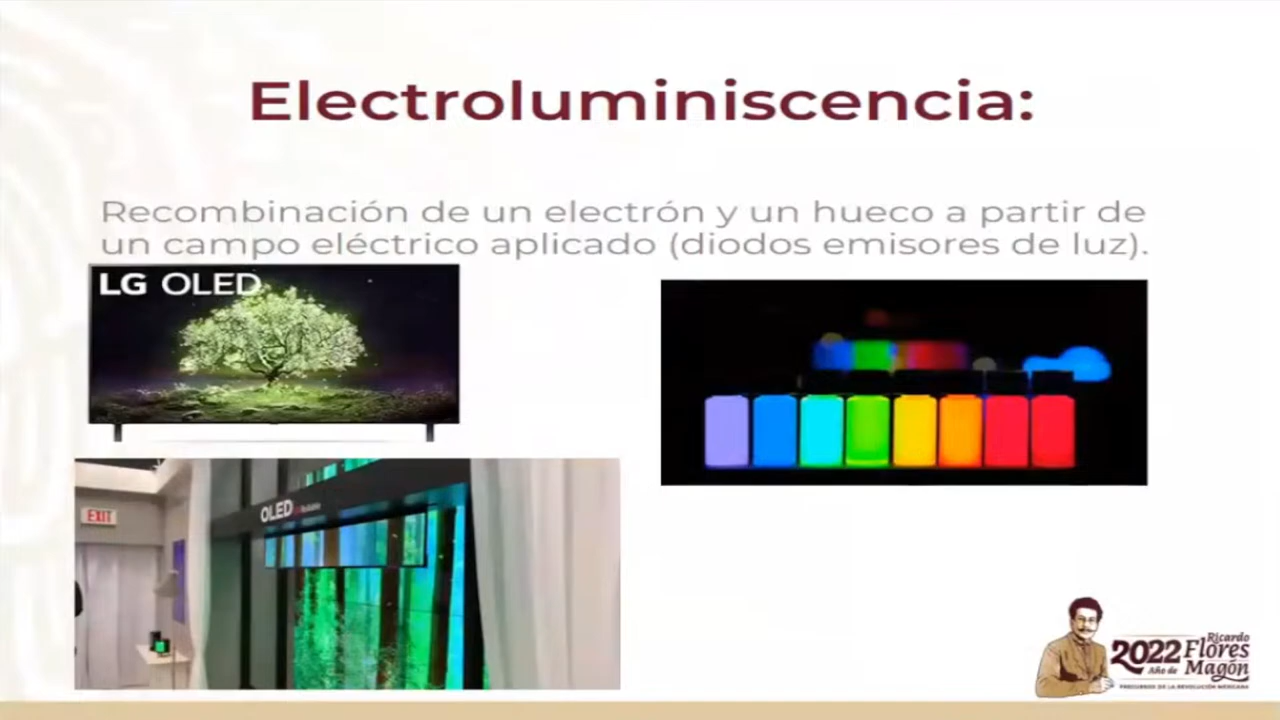 Electroluminiscencia:
Recombinación de un electrón y un hueco a partir de
un campo eléctrico aplicado (diodos emisores de luz).
LG OLED
EXIT
OLED
2022 Ricardo
Flores
Año de Magón
PRECURSOR DE LA REVOLUCIÓN MEXICANA